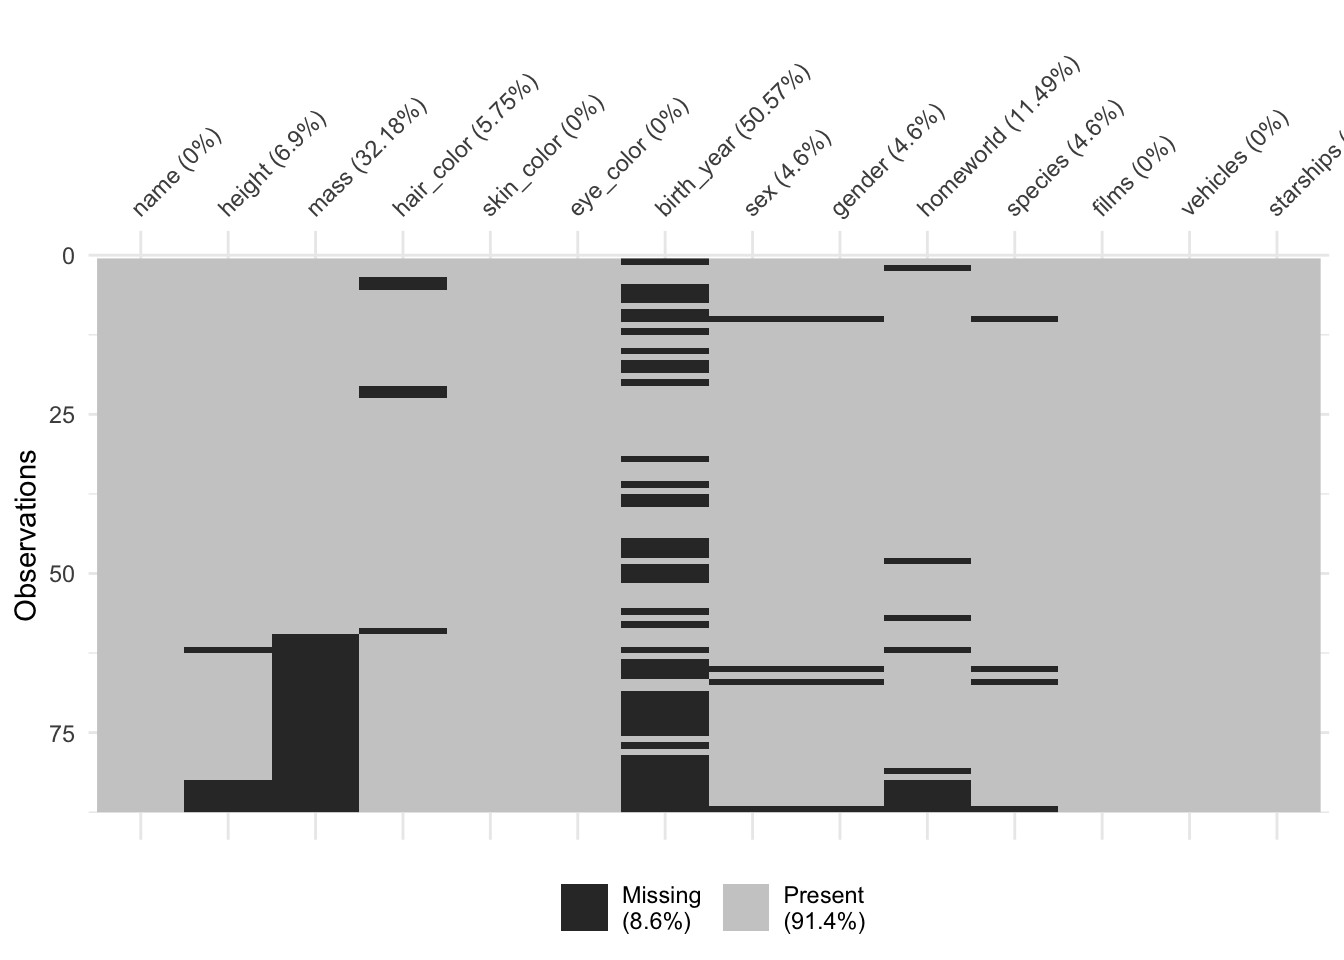 name (0%)
height (6.9%)
mass (32.18%)
hair_color (5.75%)
skin_color (0%)
eye_color (0%)
birth_year (50.57%)
sex (4.6%)
gender (4.6%)
homeworld (11.49%)
species (4.6%)
films (0%)
vehicles (0%)
starships (
0
25
50
75
Observations
Missing
(8.6%)
Present
(91.4%)